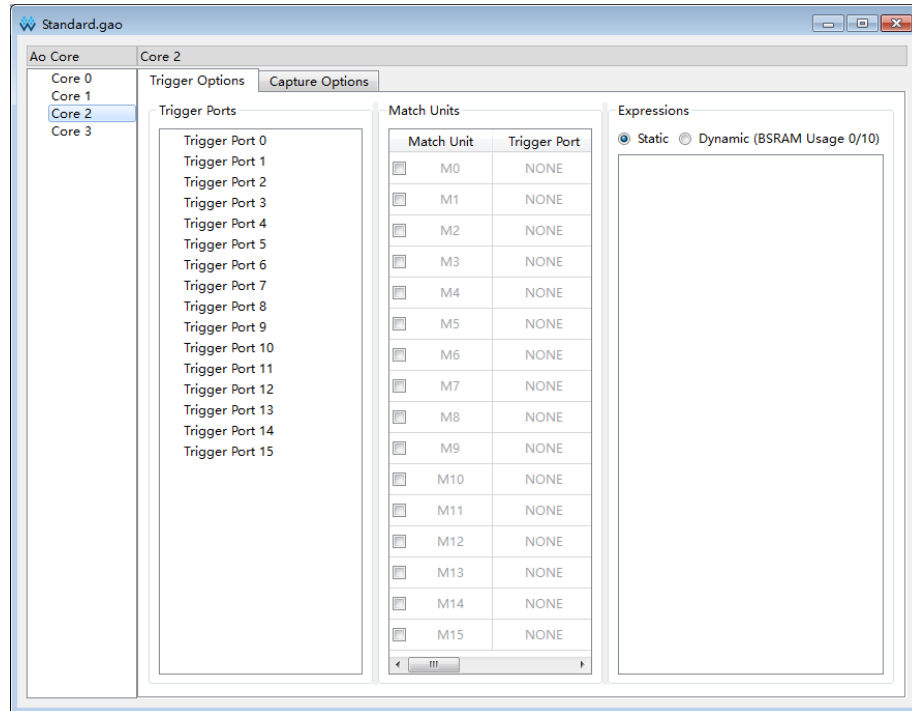 Standard.gao
Ao Core
Core 0
Core 1
Core 2
Core 3
Core 2
Trigger Options
Capture Options
Trigger Ports
Trigger Port 0
Trigger Port 1
Trigger Port 2
Trigger Port 3
Trigger Port 4
Trigger Port 5
Trigger Port 6
Trigger Port 7
Trigger Port 8
Trigger Port 9
Trigger Port 10
Trigger Port 11
Trigger Port 12
Trigger Port 13
Trigger Port 14
Trigger Port 15
Match Units
Match Unit Trigger Port
M0 NONE
M1 NONE
M2 NONE
M3 NONE
M4 NONE
M5 NONE
M6 NONE
M7 NONE
M8 NONE
M9 NONE
M10 NONE
M11 NONE
M12 NONE
M13 NONE
M14 NONE
M15 NONE
Expressions
Static Dynamic (BSRAM Usage 0/10)